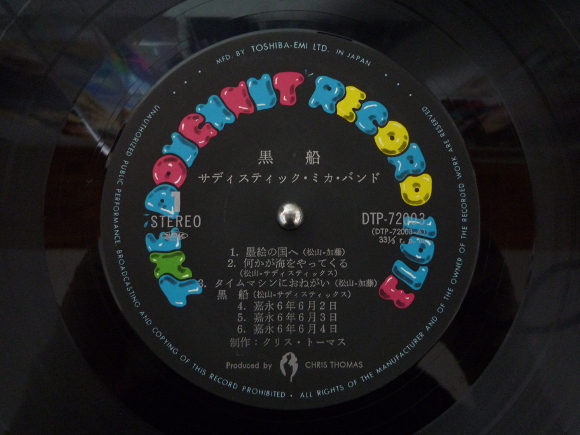 MFD. BY TOSHIBA-EMI LTD. IN JAPAN
DOUGHNUT RECORD
黒船
サディスティック・ミカ・バンド
1
STEREO
DTP-72003
(DTP-72003-A)
33⅓ r.p.m.
1. 墨絵の国へ (松山-加藤)
2. 何かが海をやってくる
(松山-サディスティックス)
3. タイムマシンにおねがい (松山-加藤)
黒船 (松山-サディスティックス)
4. 嘉永6年6月2日
5. 嘉永6年6月3日
6. 嘉永6年6月4日
制作：クリス・トーマス
Produced by CHRIS THOMAS
UNAUTHORIZED PUBLIC PERFORMANCE, BROADCASTING AND COPYING OF THIS RECORD PROHIBITED • ALL RIGHTS OF THE MANUFACTURER AND OF THE OWNER OF THE RECORDED WORK ARE RESERVED